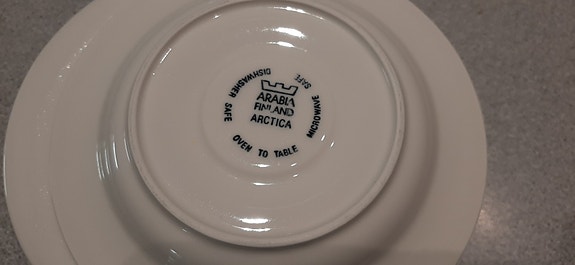 ARABIA
FINLAND
ARCTICA
DISHWASHER SAFE
MICROWAVE SAFE
OVEN TO TABLE